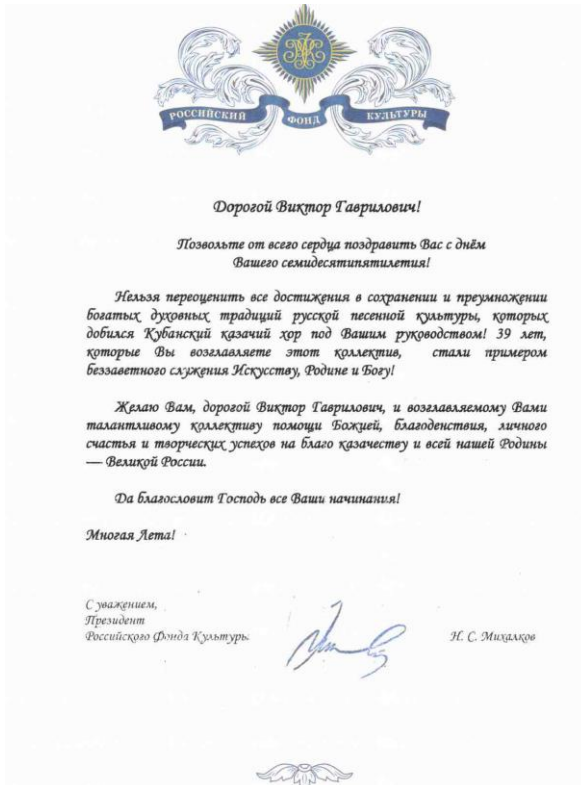 РОССИЙСКИЙ ФОНД КУЛЬТУРЫ
Дорогой Виктор Гаврилович!
Позвольте от всего сердца поздравить Вас с днём
Вашего семидесятипятилетия!
Нельзя переоценить все достижения в сохранении и преумножении
богатых духовных традиций русской песенной культуры, которых
добился Кубанский казачий хор под Вашим руководством! 39 лет,
которые Вы возглавляете этот коллектив, стали примером
беззаветного служения Искусству, Родине и Богу!
Желаю Вам, дорогой Виктор Гаврилович, и возглавляемому Вами
талантливому коллективу помощи Божией, благоденствия, личного
счастья и творческих успехов на благо казачеству и всей нашей Родины
— Великой России.
Да благословит Господь все Ваши начинания!
Многая Лета!
С уважением,
Президент
Российского Фонда Культуры Н. С. Михалков